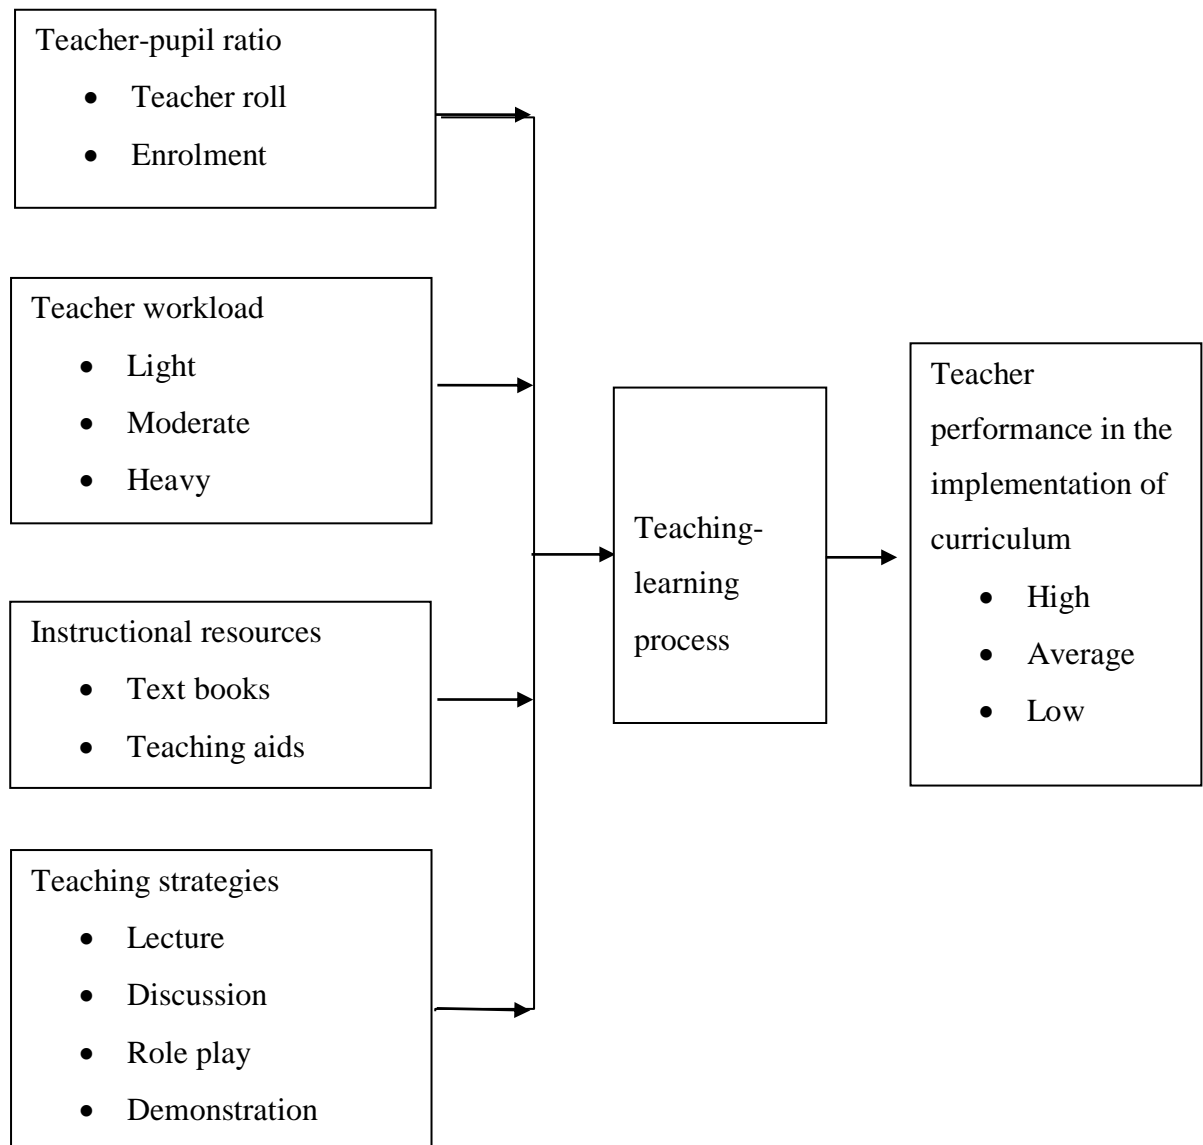 Teacher-pupil ratio
• Teacher roll
• Enrolment
Teacher workload
• Light
• Moderate
• Heavy
Instructional resources
• Text books
• Teaching aids
Teaching strategies
• Lecture
• Discussion
• Role play
• Demonstration
Teaching-
learning
process
Teacher
performance in the
implementation of
curriculum
• High
• Average
• Low